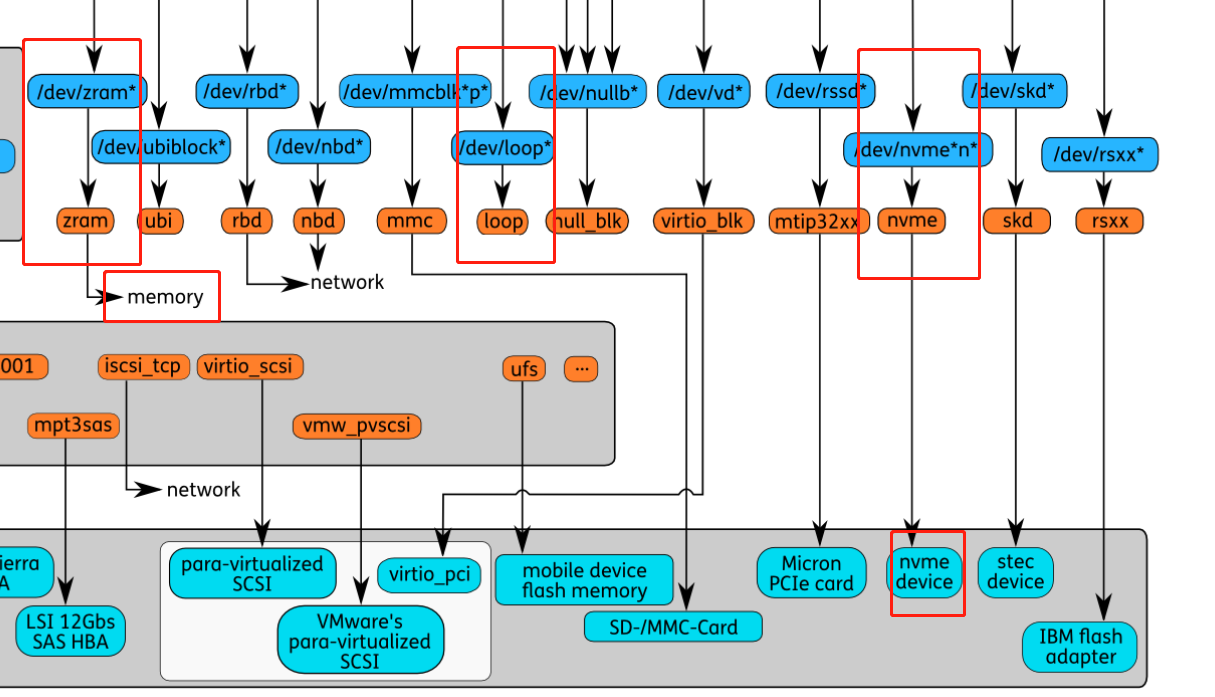 /dev/zram*
/dev/rbd*
/dev/mmcblk*p*
/dev/nullb*
/dev/vd*
/dev/rssd*
/dev/skd*
/dev/ubiblock*
/dev/nbd*
/dev/loop*
/dev/nvme*n*
/dev/rsxx*
zram
ubi
rbd
nbd
mmc
loop
null_blk
virtio_blk
mtip32xx
nvme
skd
rsxx
network
memory
001
iscsi_tcp
virtio_scsi
ufs
...
mpt3sas
vmw_pvscsi
network
ierra
A
para-virtualized
SCSI
virtio_pci
mobile device
flash memory
Micron
PCIe card
nvme
device
stec
device
LSI 12Gbs
SAS HBA
VMware's
para-virtualized
SCSI
SD-/MMC-Card
IBM flash
adapter